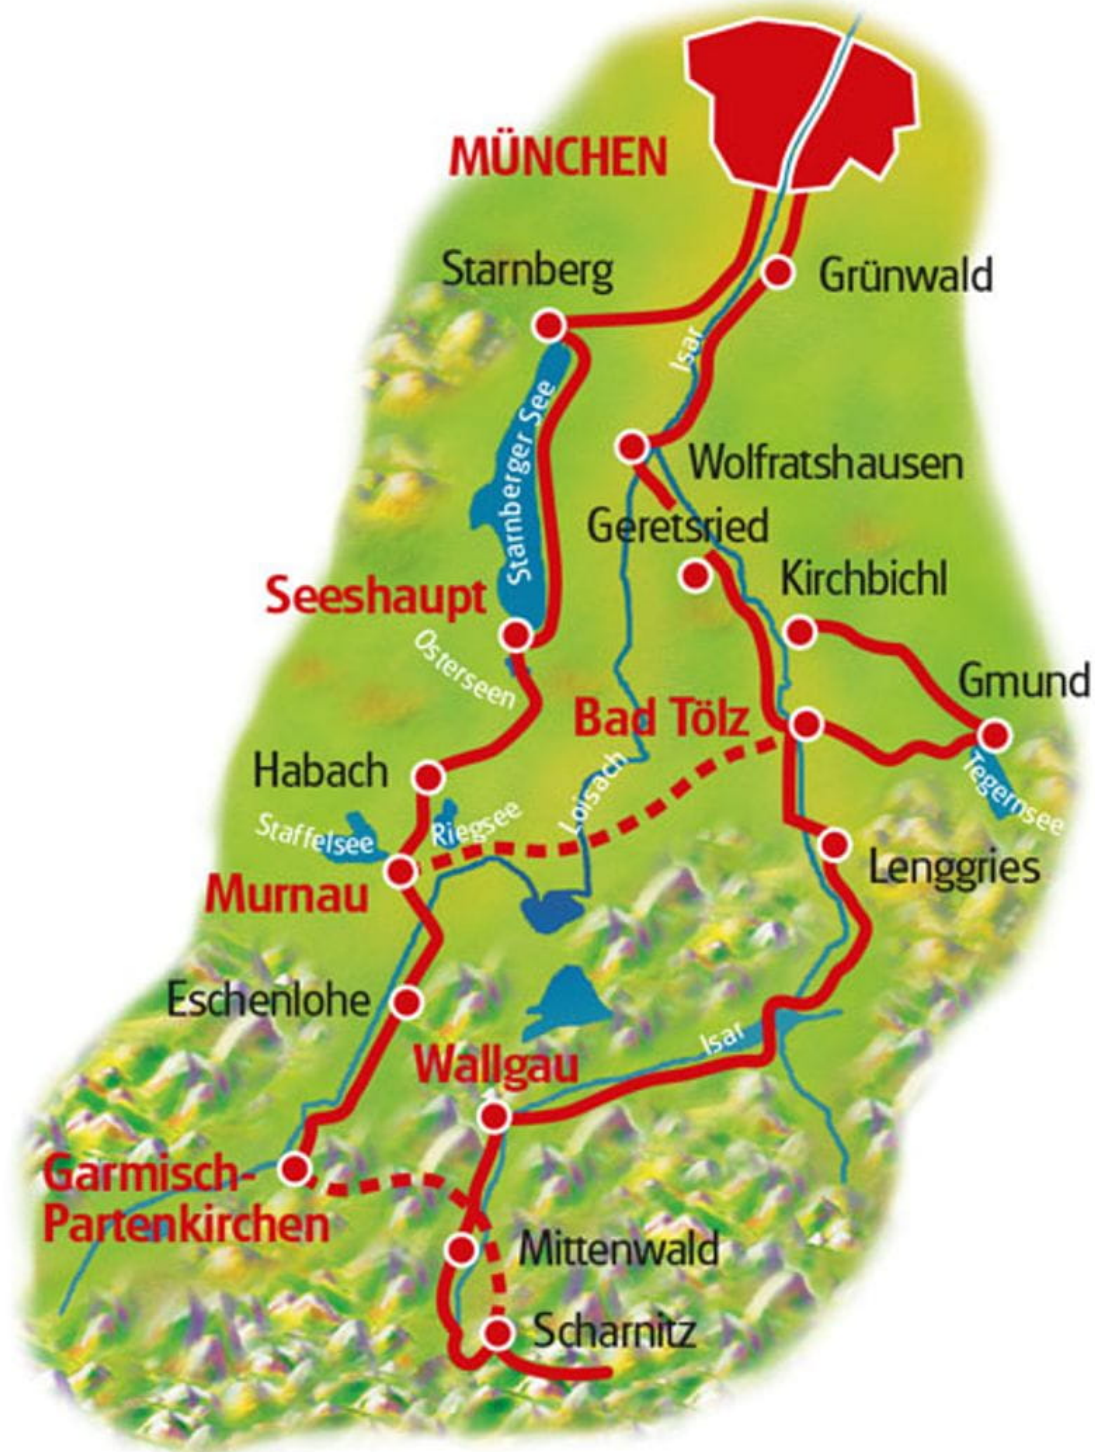 MÜNCHEN
Starnberg
Grünwald
Isar
Starnberger See
Wolfratshausen
Geretsried
Kirchbichl
Seeshaupt
Osterseen
Gmund
Bad Tölz
Tegernsee
Habach
Loisach
Staffelsee
Riegsee
Lenggries
Murnau
Eschenlohe
Isar
Wallgau
Garmisch-
Partenkirchen
Mittenwald
Scharnitz